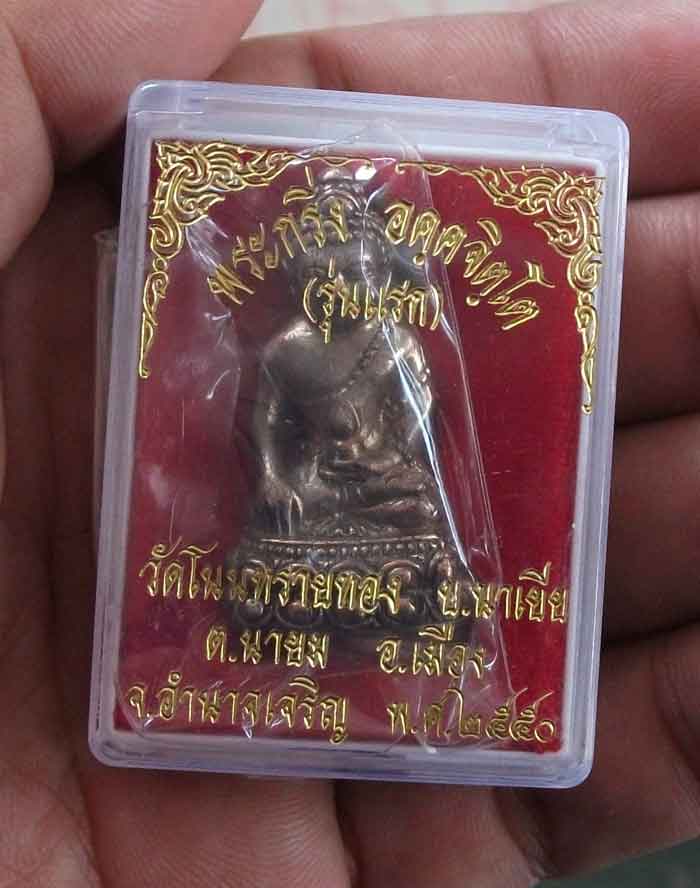 พระกริ่ง อคฺคจิตฺโต
(รุ่นแรก)
วัดโนนทรายทอง บ.นาเยีย
ต.นายม อ.เมือง
จ.อำนาจเจริญ พ.ศ.๒๕๕๐